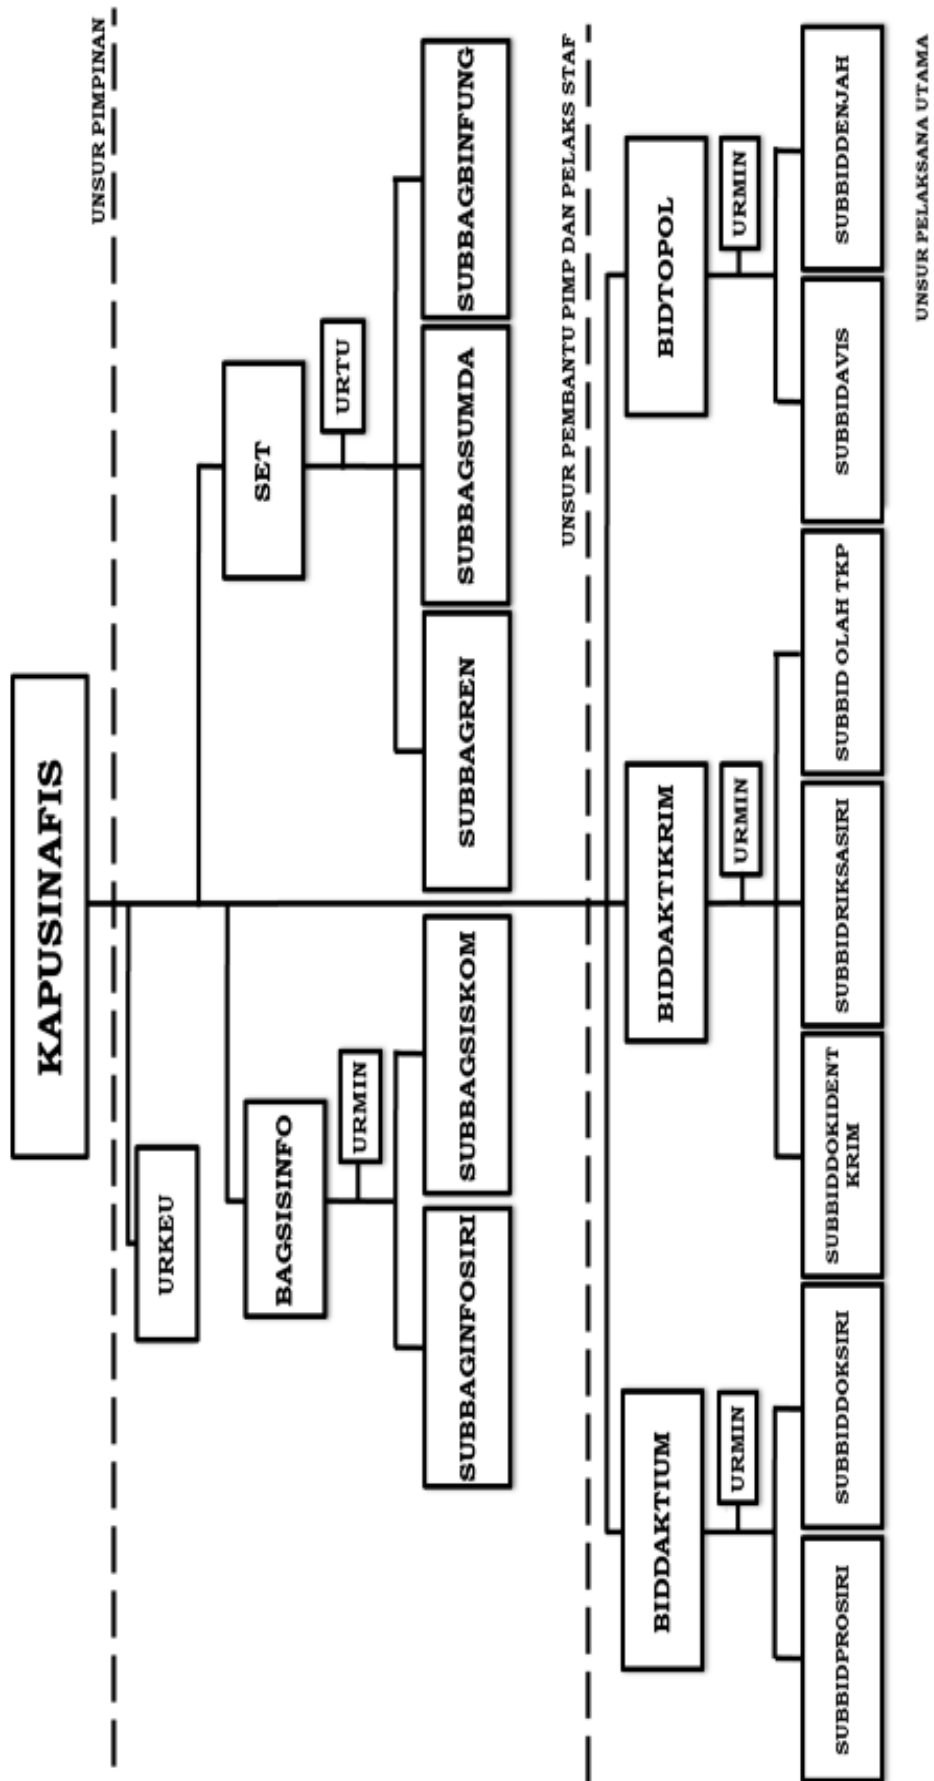 KAPUSINAFIS
UNSUR PIMPINAN
URKEU
SET
BAGSISINFO
URTU
URMIN
SUBBAGINFOSIRI
SUBBAGSISKOM
SUBBAGREN
SUBBAGSUMDA
SUBBAGBINFUNG
UNSUR PEMBANTU PIMP DAN PELAKS STAF
BIDDAKTIUM
BIDDAKTIKRIM
BIDTOPOL
URMIN
URMIN
URMIN
SUBBIDPROSIRI
SUBBIDDOKSIRI
SUBBIDDOKIDENT
KRIM
SUBBIDRIKSASIRI
SUBBID OLAH TKP
SUBBIDAVIS
SUBBIDDENJAH
UNSUR PELAKSANA UTAMA